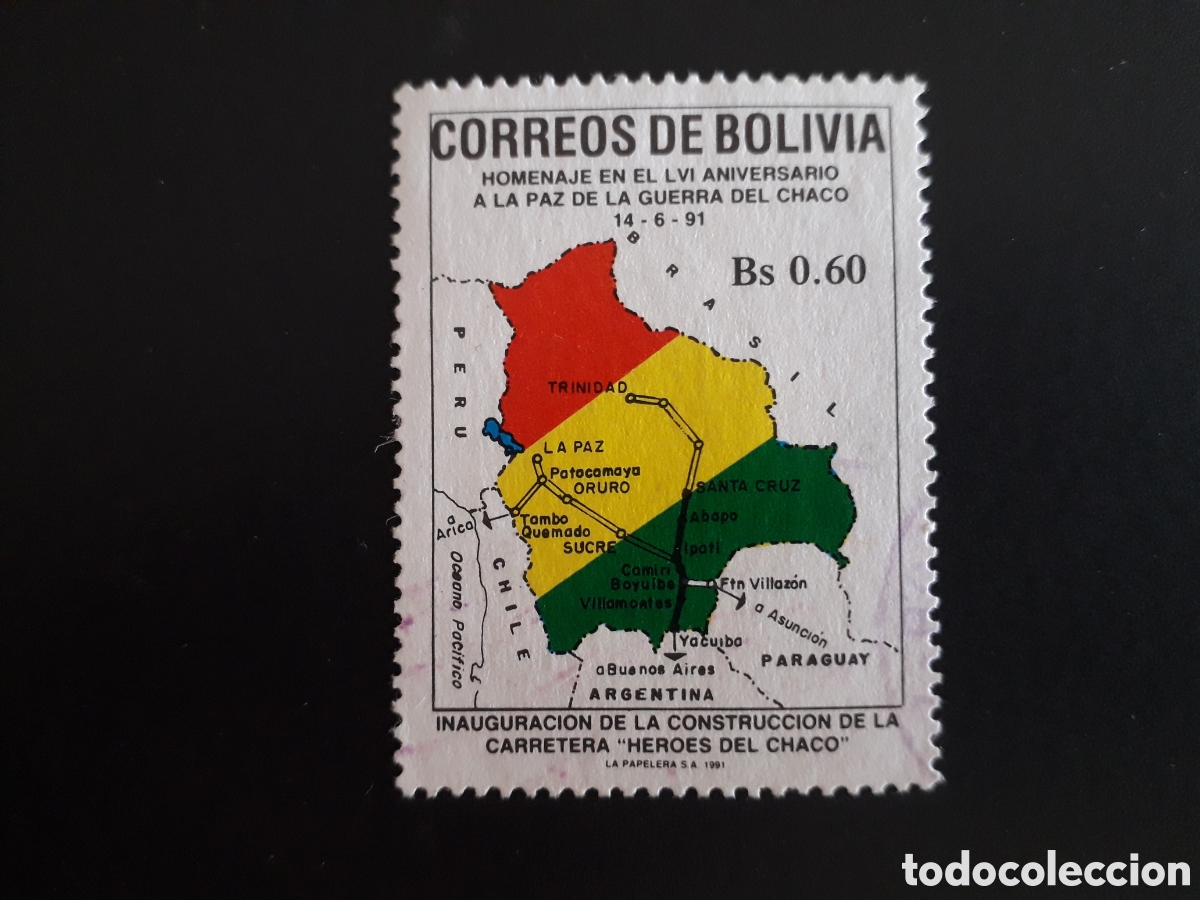 CORREOS DE BOLIVIA
HOMENAJE EN EL LVI ANIVERSARIO
A LA PAZ DE LA GUERRA DEL CHACO
14 - 6 - 91
Bs 0.60
BRASIL
PERU
TRINIDAD
LA PAZ
Patacamaya
ORURO
SANTA CRUZ
a Arica
Tambo
Quemado
Abapo
SUCRE
Ipati
CHILE
Oceano Pacífico
Camiri
Boyuibe
Ftn Villazón
Villamontes
a Asunción
Yacuiba
PARAGUAY
a Buenos Aires
ARGENTINA
INAUGURACION DE LA CONSTRUCCION DE LA
CARRETERA "HEROES DEL CHACO"
LA PAPELERA S.A. 1991
todocoleccion